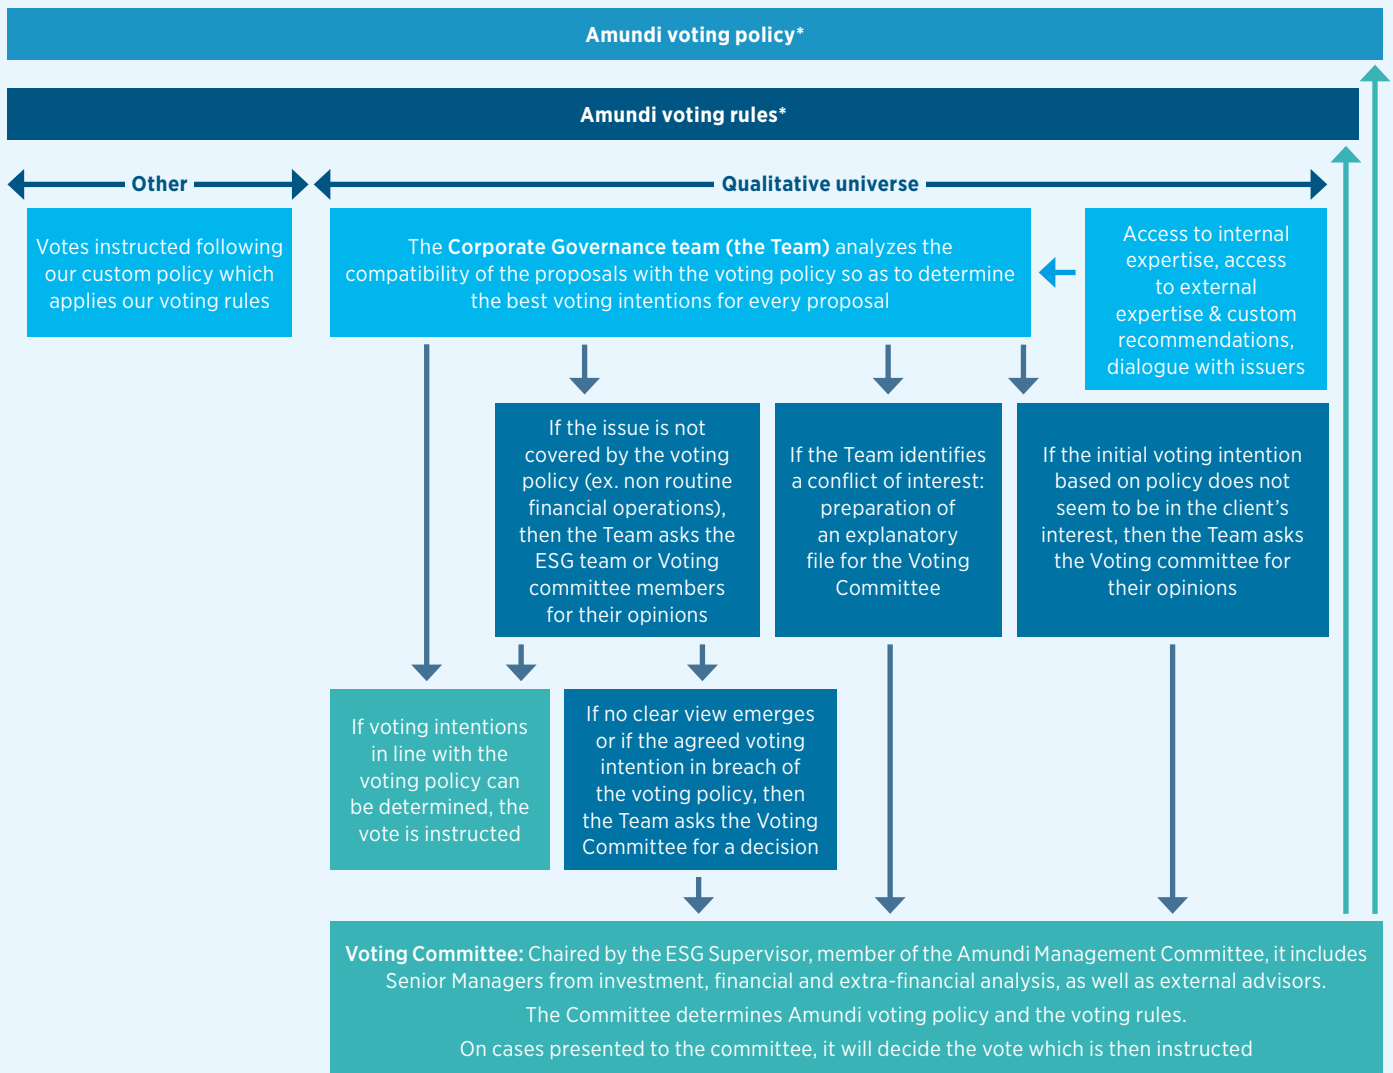 Amundi voting policy*
Amundi voting rules*
Other
Qualitative universe
Votes instructed following
our custom policy which
applies our voting rules
The Corporate Governance team (the Team) analyzes the
compatibility of the proposals with the voting policy so as to determine
the best voting intentions for every proposal
Access to internal
expertise, access
to external
expertise & custom
recommendations,
dialogue with issuers
If the issue is not
covered by the voting
policy (ex. non routine
financial operations),
then the Team asks the
ESG team or Voting
committee members
for their opinions
If the Team identifies
a conflict of interest:
preparation of
an explanatory
file for the Voting
Committee
If the initial voting intention
based on policy does not
seem to be in the client’s
interest, then the Team asks
the Voting committee for
their opinions
If voting intentions
in line with the
voting policy can
be determined, the
vote is instructed
If no clear view emerges
or if the agreed voting
intention in breach of
the voting policy, then
the Team asks the Voting
Committee for a decision
Voting Committee: Chaired by the ESG Supervisor, member of the Amundi Management Committee, it includes
Senior Managers from investment, financial and extra-financial analysis, as well as external advisors.
The Committee determines Amundi voting policy and the voting rules.
On cases presented to the committee, it will decide the vote which is then instructed